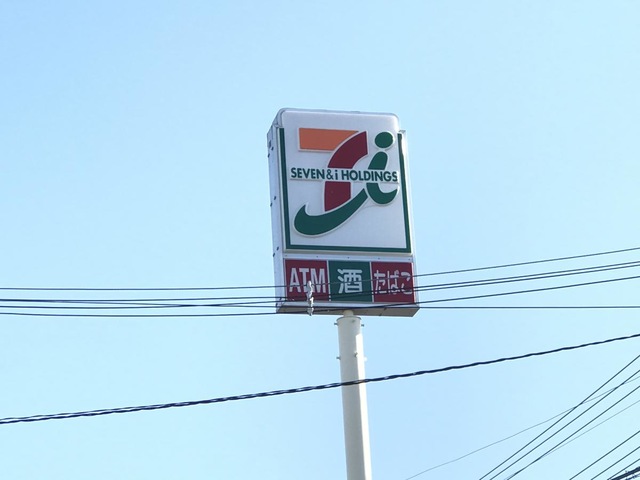 SEVEN&i HOLDINGS
ATM 酒 たばこ